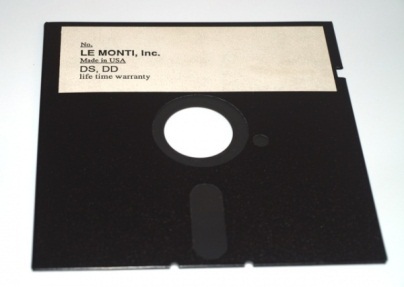 No.
LE MONTI, Inc.
Made in USA
DS, DD
life time warranty